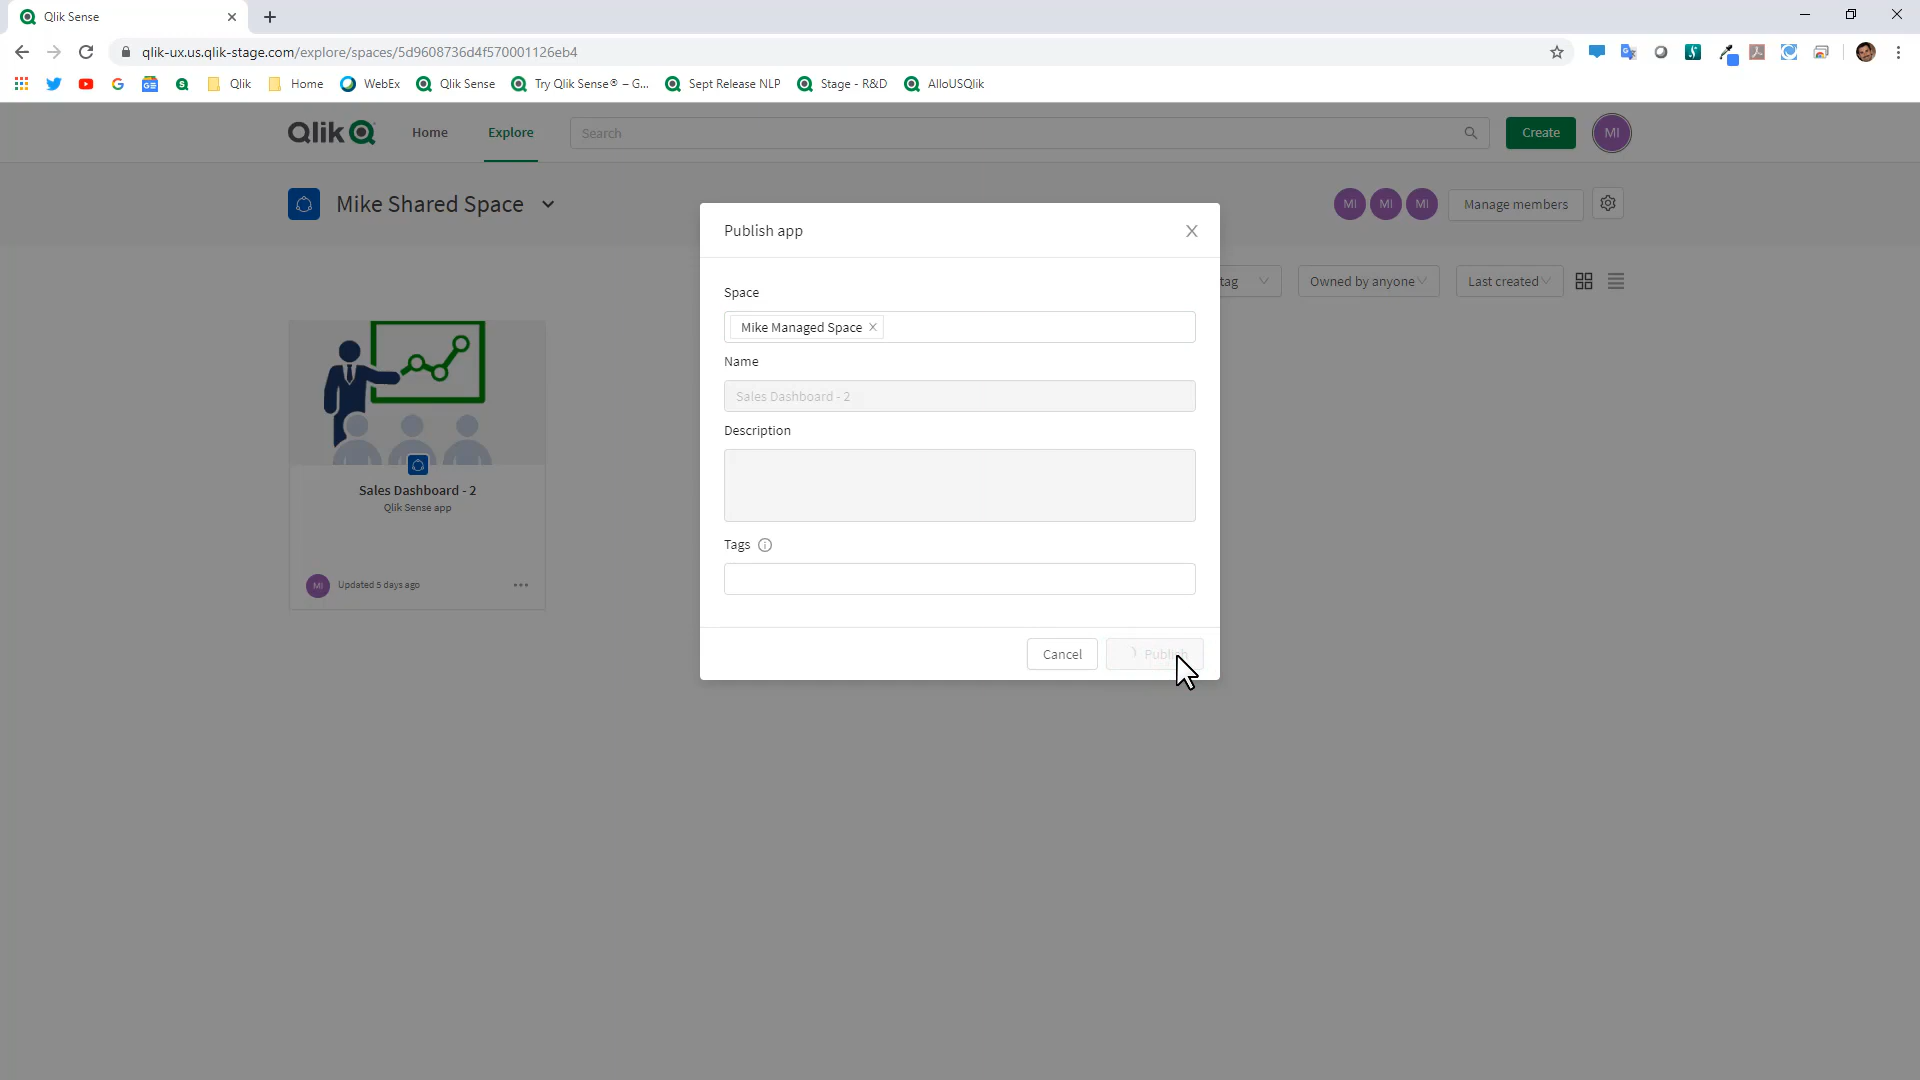 Qlik Sense
qlik-ux.us.qlik-stage.com/explore/spaces/5d9608736d4f570001126eb4
Qlik
Home
WebEx
Qlik Sense
Try Qlik Sense® – G...
Sept Release NLP
Stage - R&D
AlloUSQlik
Qlik
Home
Explore
Search
Create
MI
Mike Shared Space
MI
MI
MI
Manage members
Publish app
tag
Owned by anyone
Last created
Space
Mike Managed Space
Name
Sales Dashboard - 2
Description
Tags
Sales Dashboard - 2
Qlik Sense app
MI
Updated 5 days ago
Cancel
Publish